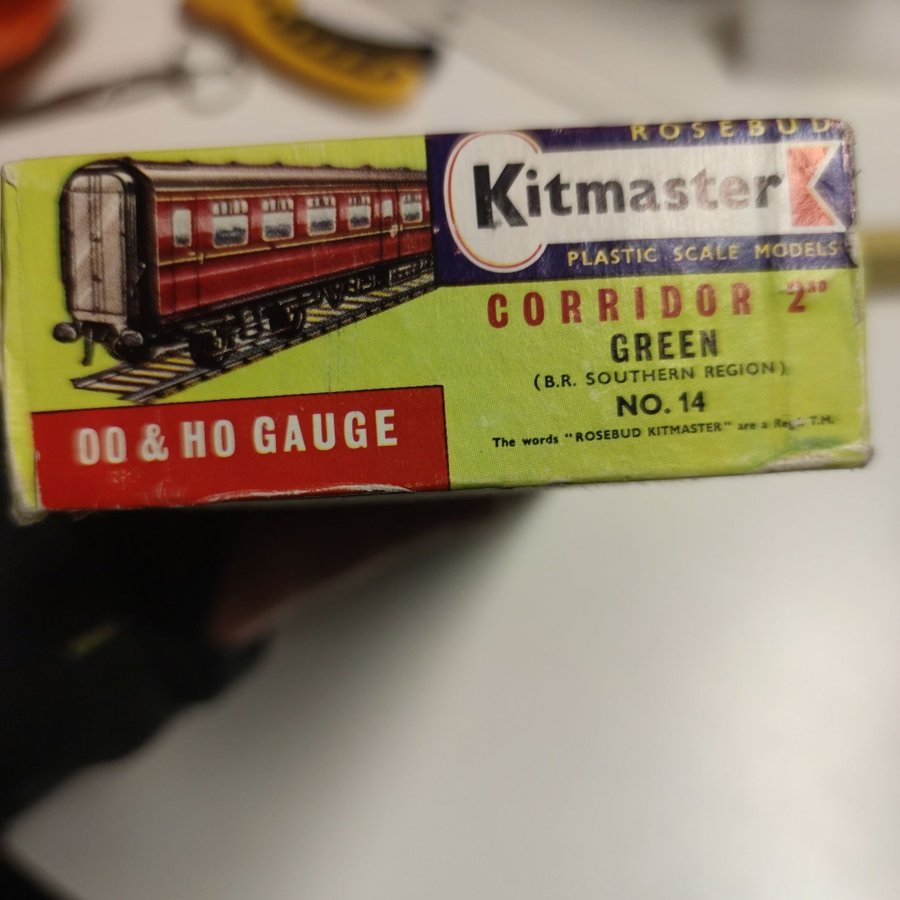 ROSEBUD
Kitmaster
PLASTIC SCALE MODELS
CORRIDOR 2ND
GREEN
(B.R. SOUTHERN REGION)
NO. 14
The words "ROSEBUD KITMASTER" are a Regd. T.M.
OO & HO GAUGE